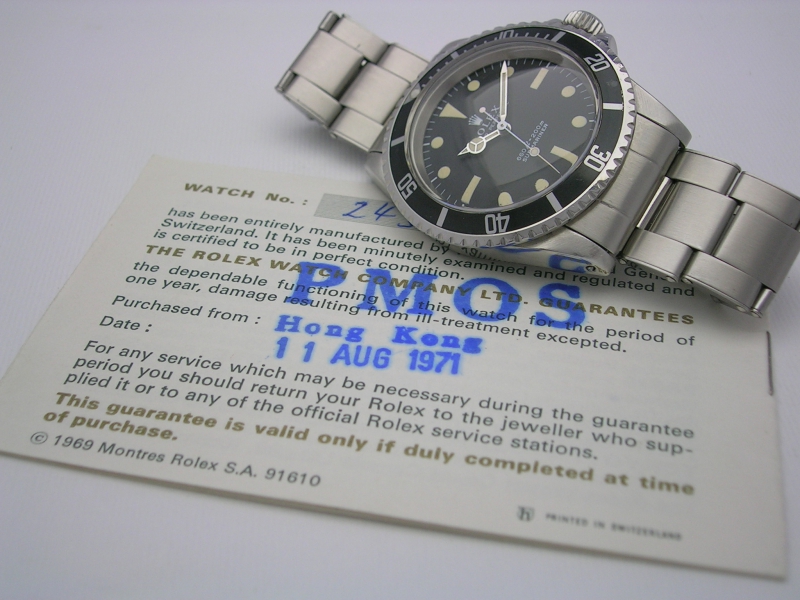 20
30
40
50
ROLEX
660ft=200m
SUBMARINER
WATCH No. : 24
has been entirely manufactured by
Switzerland. It has been minutely examined and regulated and
is certified to be in perfect condition.
THE ROLEX WATCH COMPANY LTD. GUARANTEES
the dependable functioning of this watch for the period of
one year, damage resulting from ill-treatment excepted.
PMOS
Purchased from : Hong Kong
Date : 11 AUG 1971
For any service which may be necessary during the guarantee
period you should return your Rolex to the jeweller who sup-
plied it or to any of the official Rolex service stations.
This guarantee is valid only if duly completed at time
of purchase.
© 1969 Montres Rolex S.A. 91610
PRINTED IN SWITZERLAND